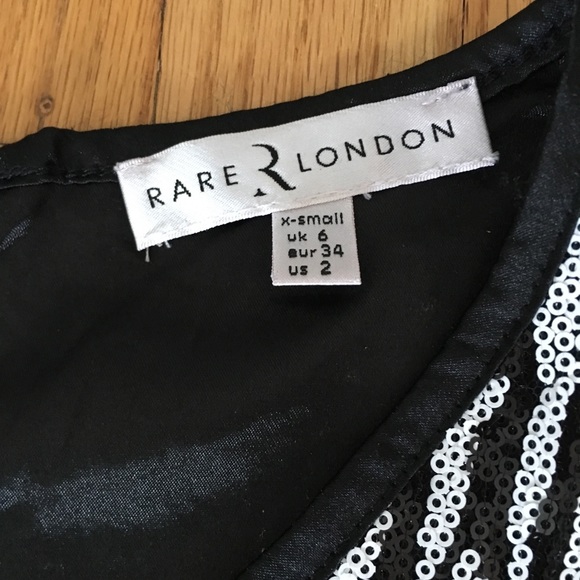 RARE R LONDON
x-small
uk 6
eur 34
us 2